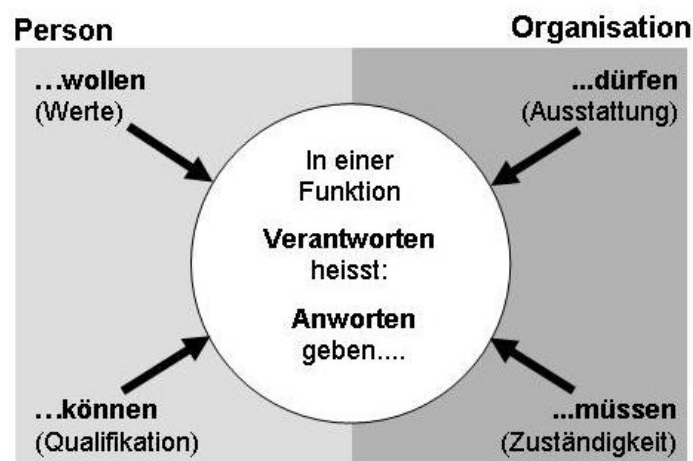 Person
Organisation
...wollen
(Werte)
...dürfen
(Ausstattung)
In einer
Funktion
Verantworten
heisst:
Anworten
geben....
...können
(Qualifikation)
...müssen
(Zuständigkeit)